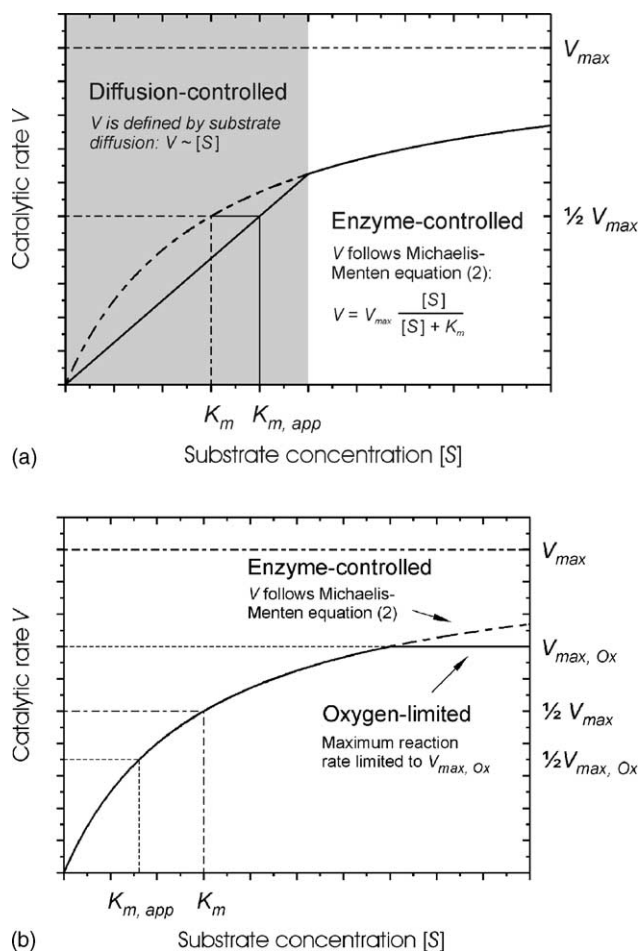 V_max
Diffusion-controlled
V is defined by substrate
diffusion: V ~ [S]
Catalytic rate V
½ V_max
Enzyme-controlled
V follows Michaelis-
Menten equation (2):
V = V_max [S] / [S] + K_m
K_m
K_m, app
(a)
Substrate concentration [S]
V_max
Enzyme-controlled
V follows Michaelis-
Menten equation (2)
Catalytic rate V
V_max, Ox
Oxygen-limited
½ V_max
Maximum reaction
rate limited to V_max, Ox
½V_max, Ox
K_m, app
K_m
(b)
Substrate concentration [S]